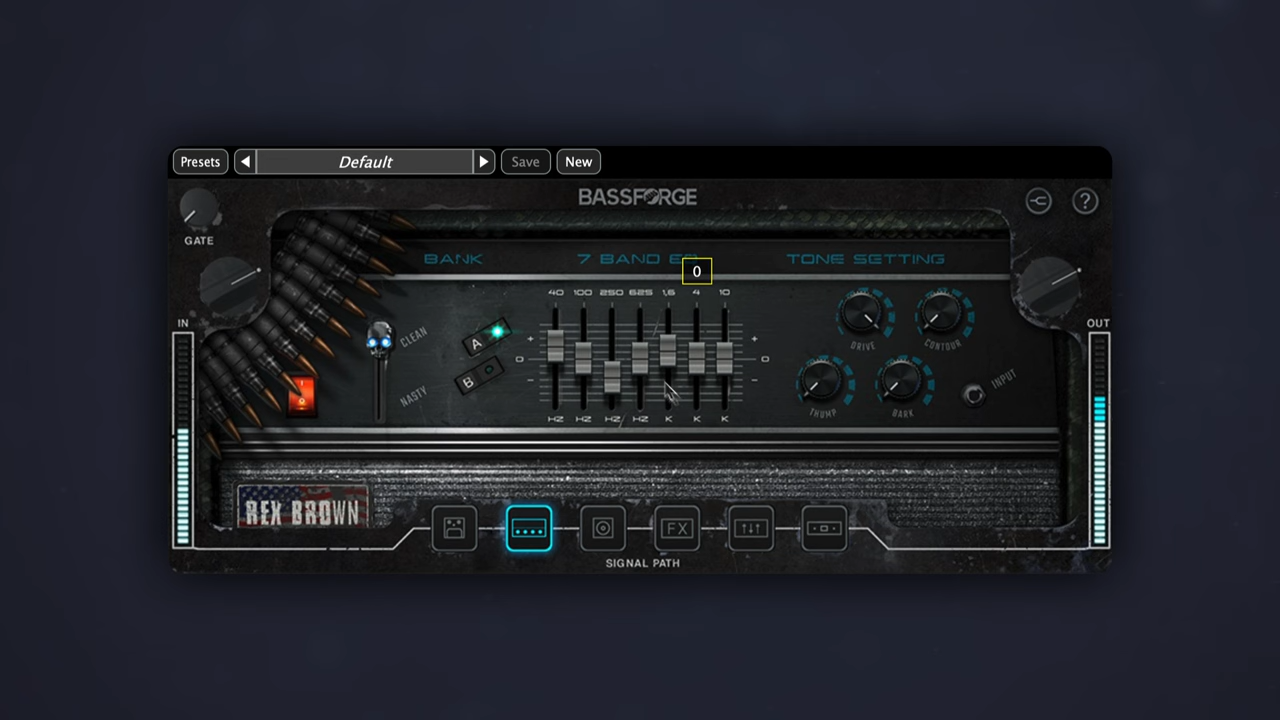 Presets Default Save New
BASSFORGE
?
GATE
BANK 7 BAND EQ TONE SETTING
0
40 100 250 625 1,6 4 10
IN OUT
CLEAN A + + DRIVE CONTOUR
0 0
NASTY B - - THUMP BARK INPUT
HZ HZ HZ HZ K K K
REX BROWN
FX
SIGNAL PATH